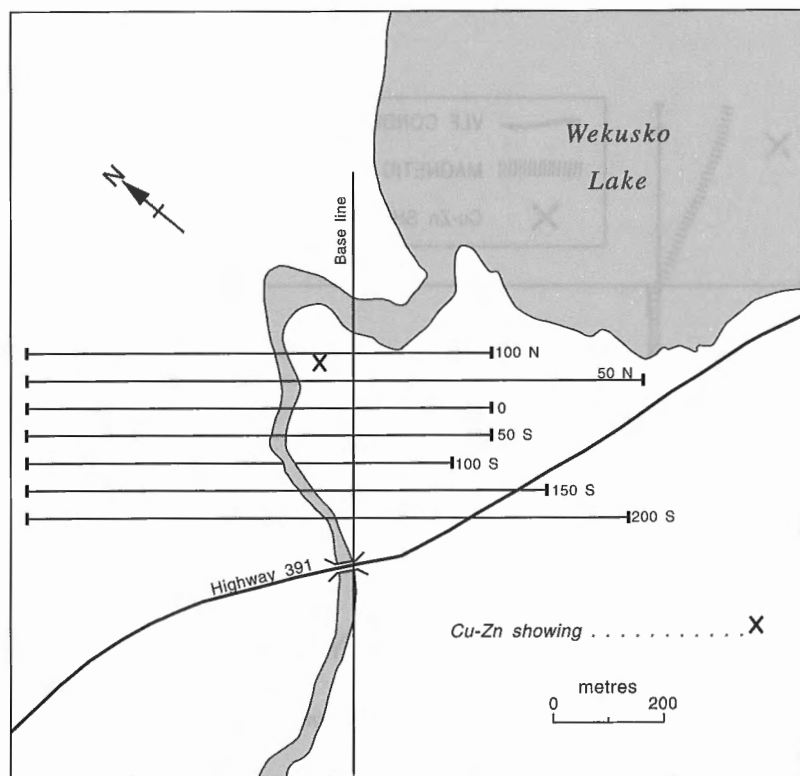 Wekusko
Lake
N
Base line
100 N
X
50 N
0
50 S
100 S
150 S
200 S
Highway 391
Cu-Zn showing . . . . . . . . . . . . X
metres
0 200